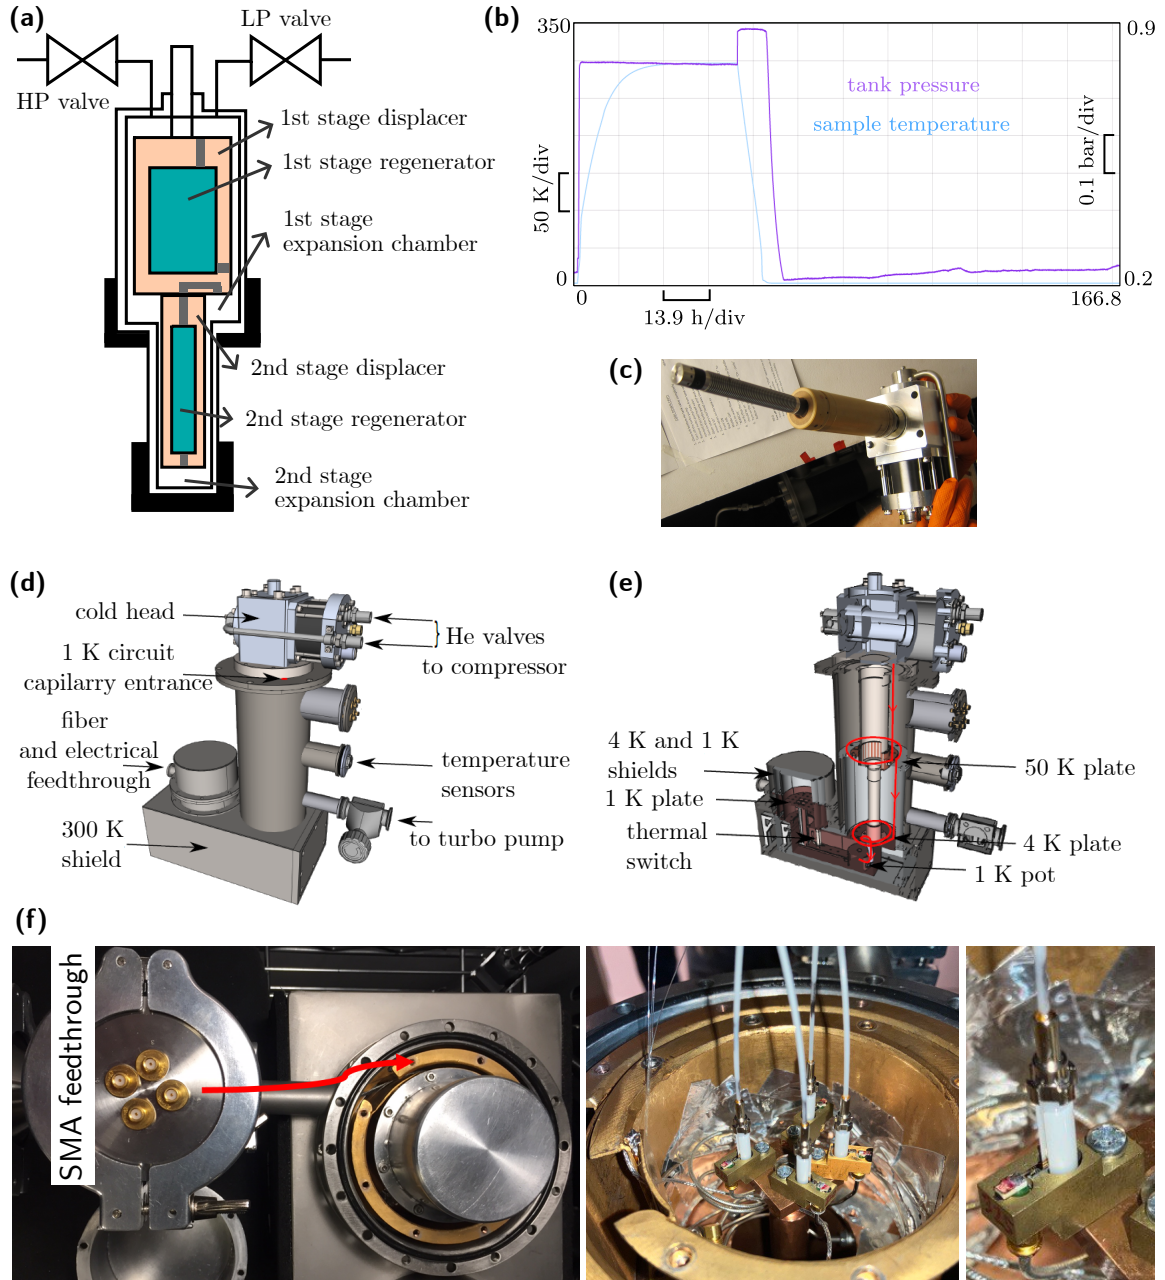 (a)
LP valve
HP valve
1st stage displacer
1st stage regenerator
1st stage
expansion chamber
2nd stage displacer
2nd stage regenerator
2nd stage
expansion chamber
(b)
350
0.9
tank pressure
sample temperature
50 K/div
0.1 bar/div
0
0.2
0
166.8
13.9 h/div
(c)
(d)
cold head
He valves
to compressor
1 K circuit
capilarry entrance
fiber
and electrical
feedthrough
temperature
sensors
300 K
shield
to turbo pump
(e)
4 K and 1 K
shields
1 K plate
thermal
switch
50 K plate
4 K plate
1 K pot
(f)
SMA feedthrough